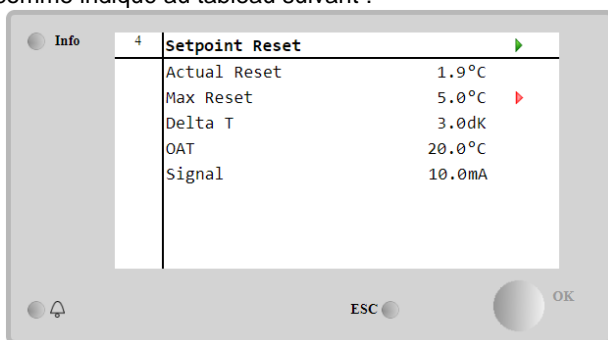 comme indiqué au tableau suivant :
Info
4 Setpoint Reset
Actual Reset 1.9°C
Max Reset 5.0°C
Delta T 3.0dK
OAT 20.0°C
Signal 10.0mA
ESC
OK